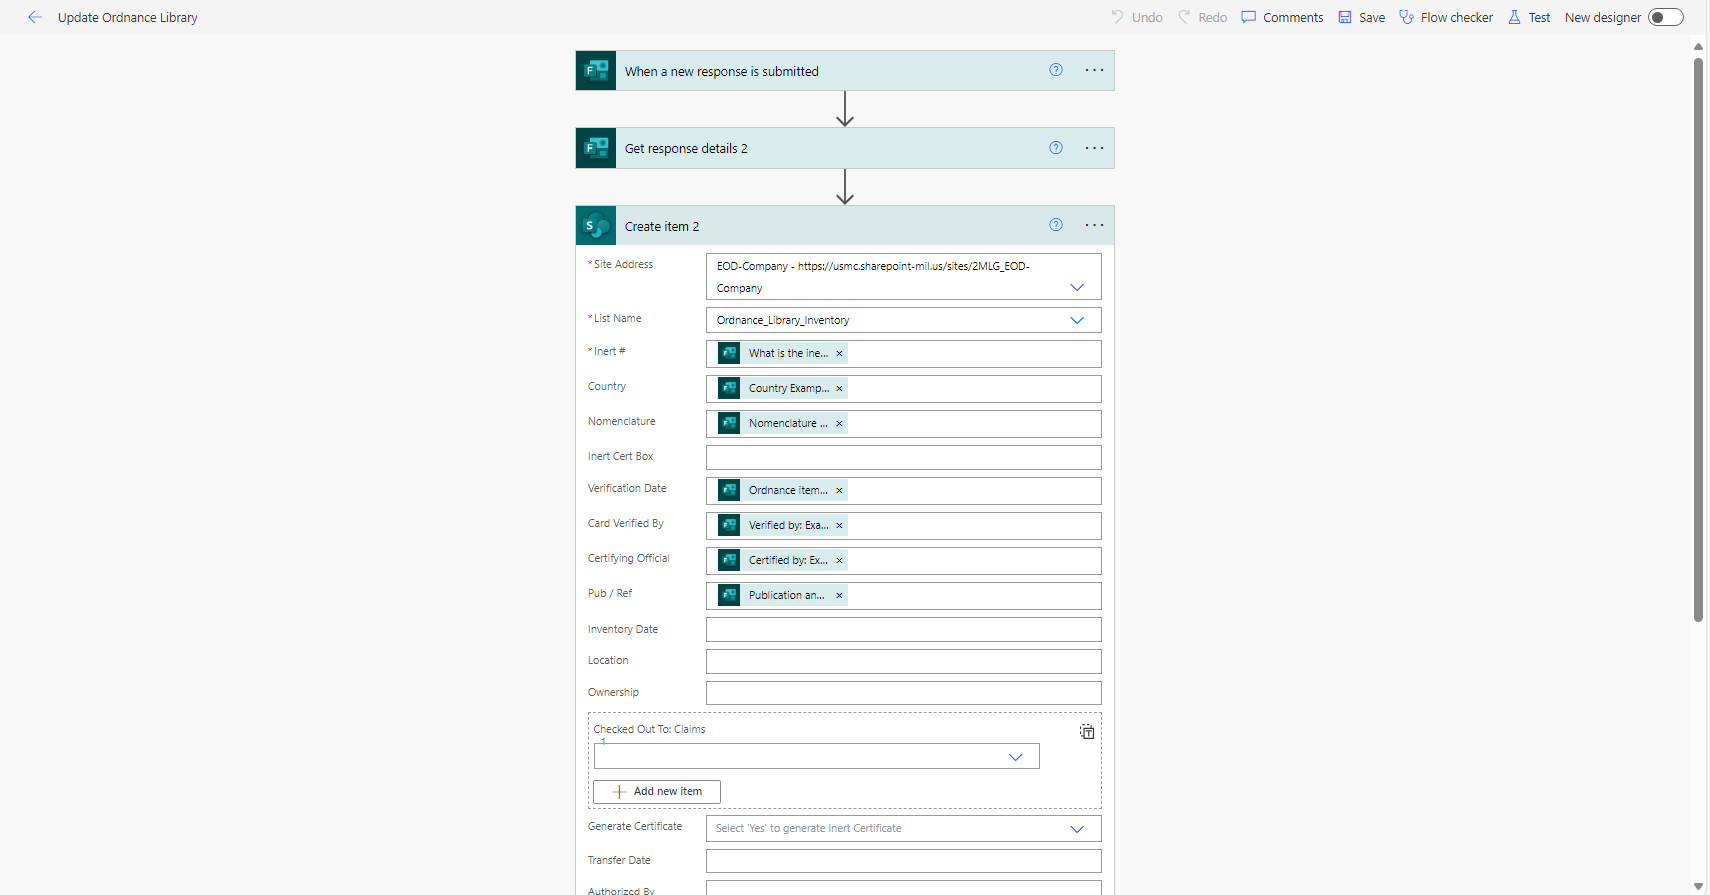 Update Ordnance Library
Undo
Redo
Comments
Save
Flow checker
Test
New designer
When a new response is submitted
Get response details 2
Create item 2
* Site Address
EOD-Company - https://usmc.sharepoint-mil.us/sites/2MLG_EOD-
Company
* List Name
Ordnance_Library_Inventory
* Inert #
What is the ine... ×
Country
Country Examp... ×
Nomenclature
Nomenclature ... ×
Inert Cert Box
Verification Date
Ordnance item... ×
Card Verified By
Verified by: Exa... ×
Certifying Official
Certified by: Ex... ×
Pub / Ref
Publication an... ×
Inventory Date
Location
Ownership
Checked Out To: Claims
1
Add new item
Generate Certificate
Select 'Yes' to generate Inert Certificate
Transfer Date
Authorized By